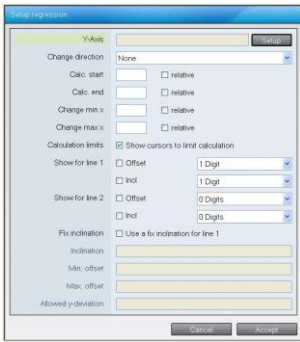 Setup regression
Y-Axis Setup
Change direction None
Calc. start relative
Calc. end relative
Change min x relative
Change max x relative
Calculation limits Show cursors to limit calculation
Show for line 1 Offset 1 Digit
Incl 1 Digit
Show for line 2 Offset 0 Digits
Incl 0 Digits
Fix inclination Use a fix inclination for line 1
Inclination
Min. offset
Max. offset
Allowed y-deviation
Cancel Accept